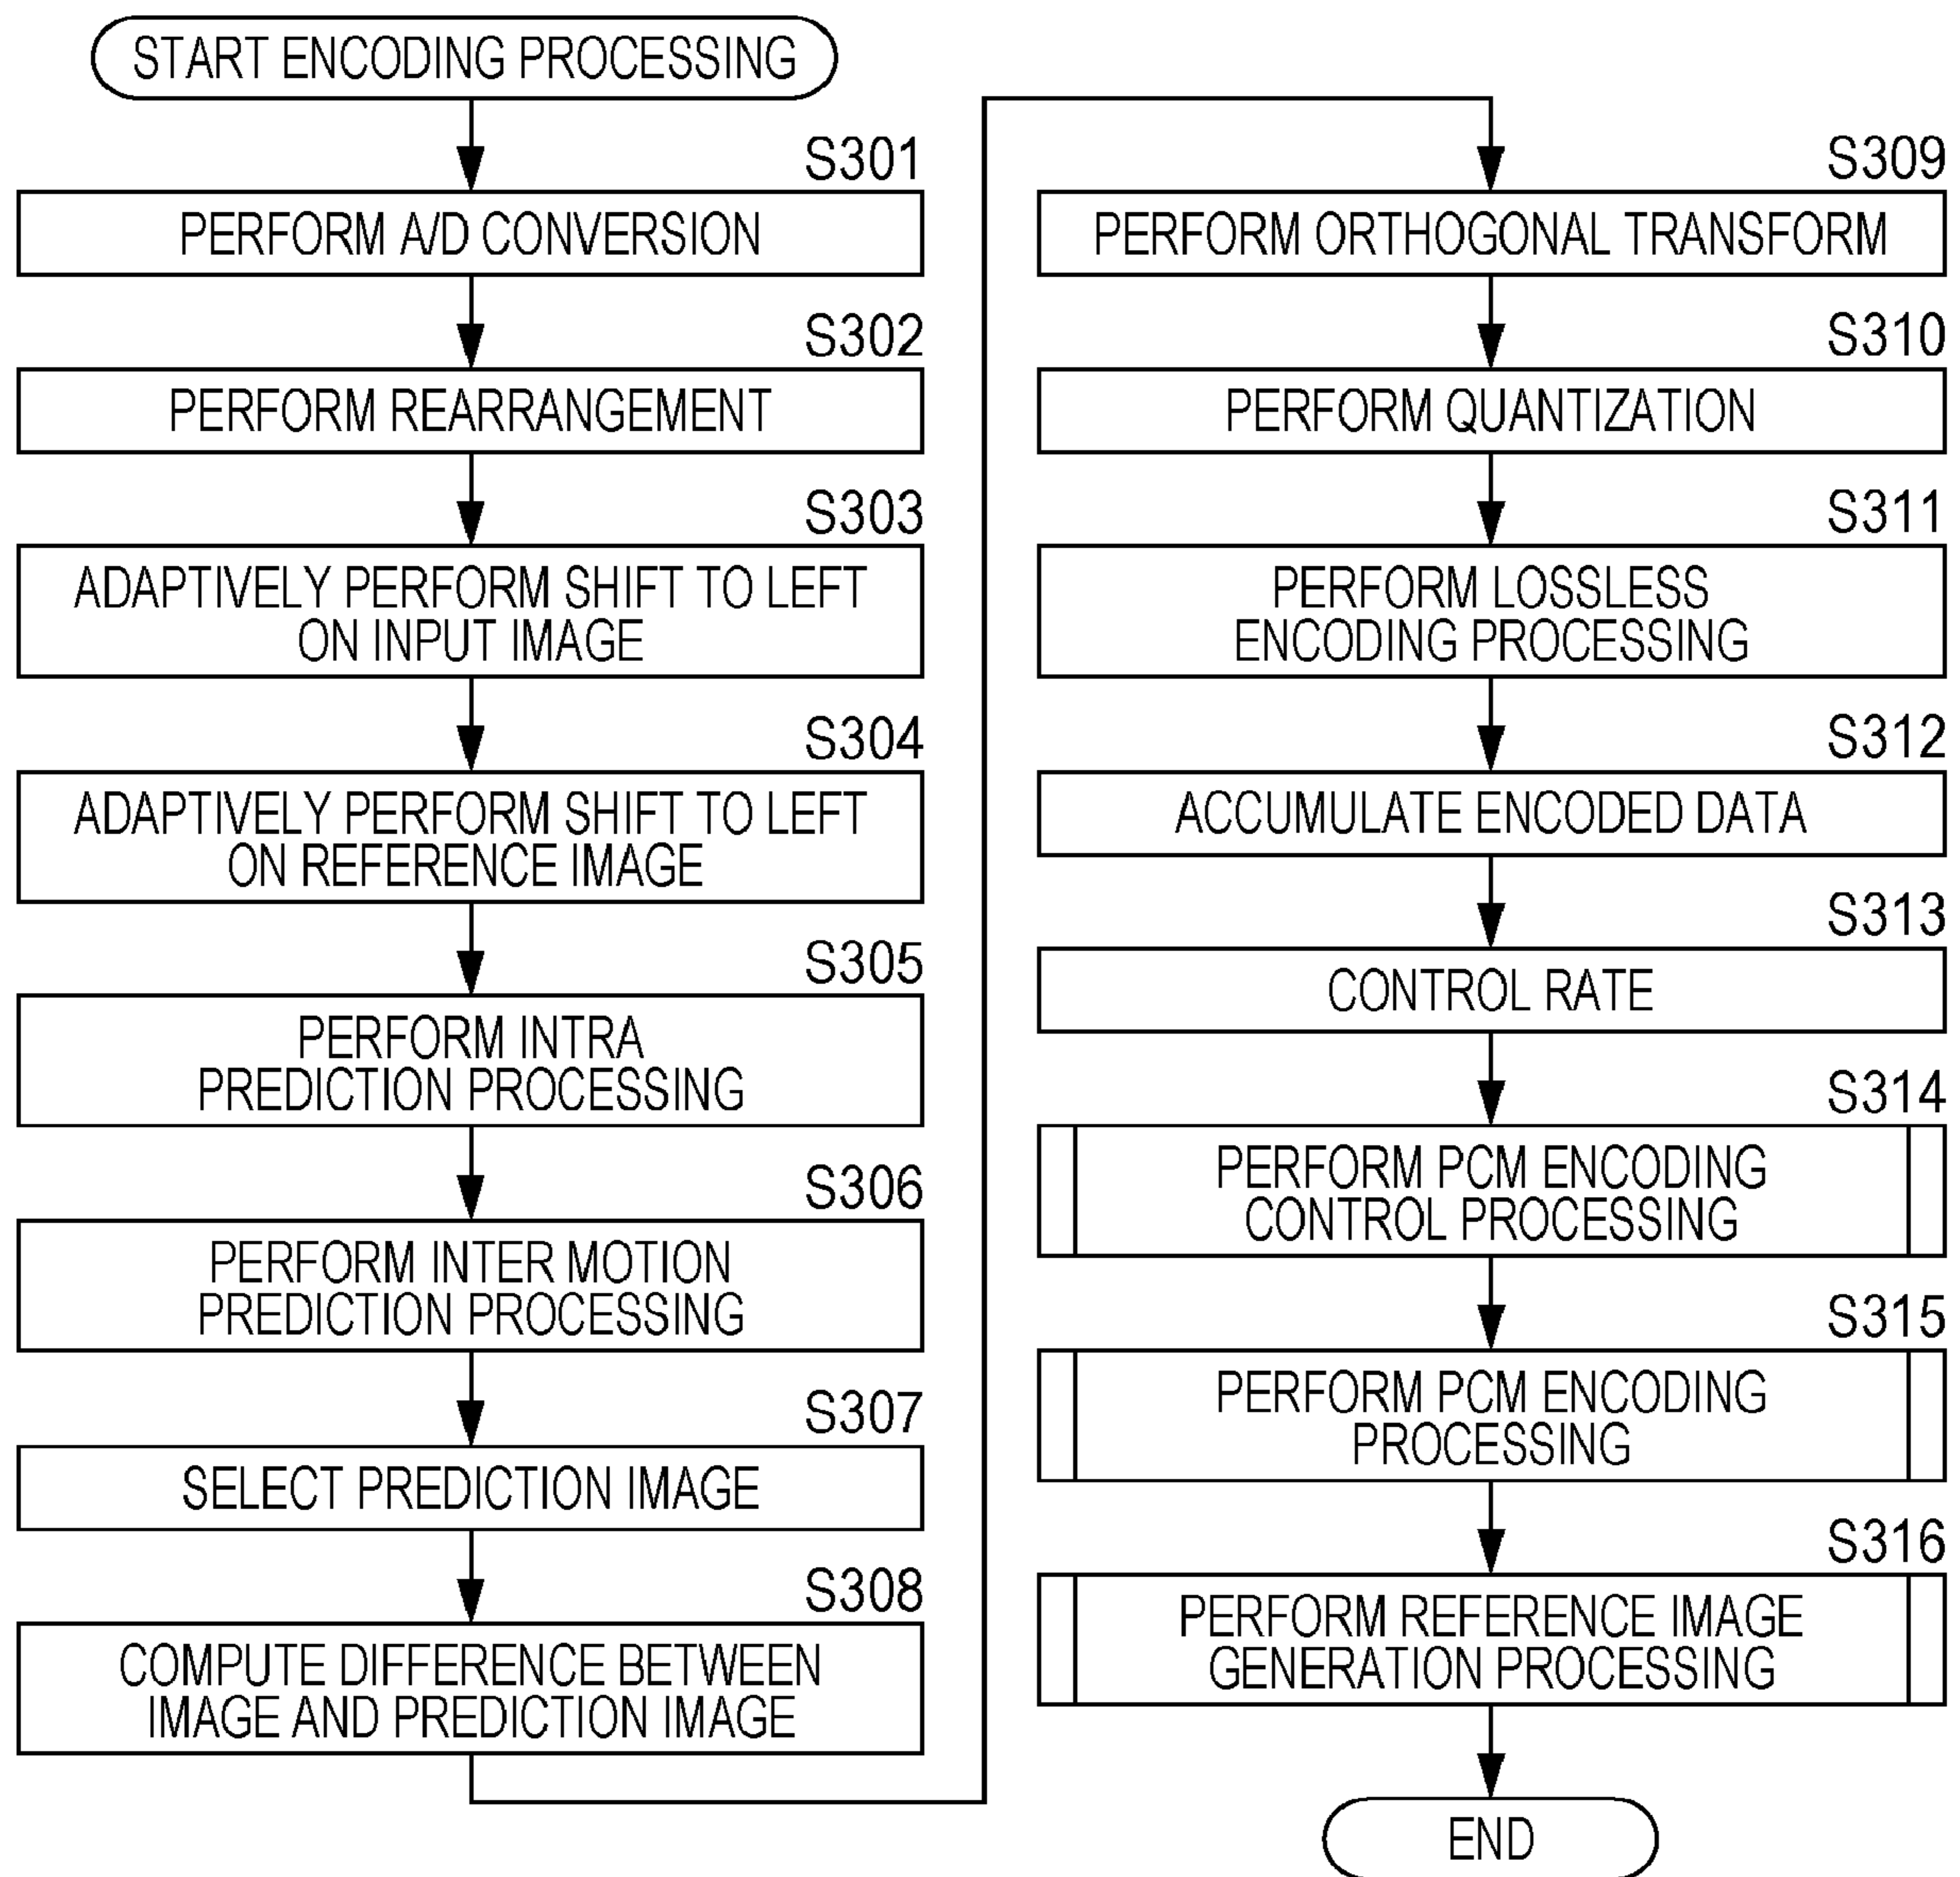 START ENCODING PROCESSING
S301
PERFORM A/D CONVERSION
S302
PERFORM REARRANGEMENT
S303
ADAPTIVELY PERFORM SHIFT TO LEFT
ON INPUT IMAGE
S304
ADAPTIVELY PERFORM SHIFT TO LEFT
ON REFERENCE IMAGE
S305
PERFORM INTRA
PREDICTION PROCESSING
S306
PERFORM INTER MOTION
PREDICTION PROCESSING
S307
SELECT PREDICTION IMAGE
S308
COMPUTE DIFFERENCE BETWEEN
IMAGE AND PREDICTION IMAGE
S309
PERFORM ORTHOGONAL TRANSFORM
S310
PERFORM QUANTIZATION
S311
PERFORM LOSSLESS
ENCODING PROCESSING
S312
ACCUMULATE ENCODED DATA
S313
CONTROL RATE
S314
PERFORM PCM ENCODING
CONTROL PROCESSING
S315
PERFORM PCM ENCODING
PROCESSING
S316
PERFORM REFERENCE IMAGE
GENERATION PROCESSING
END